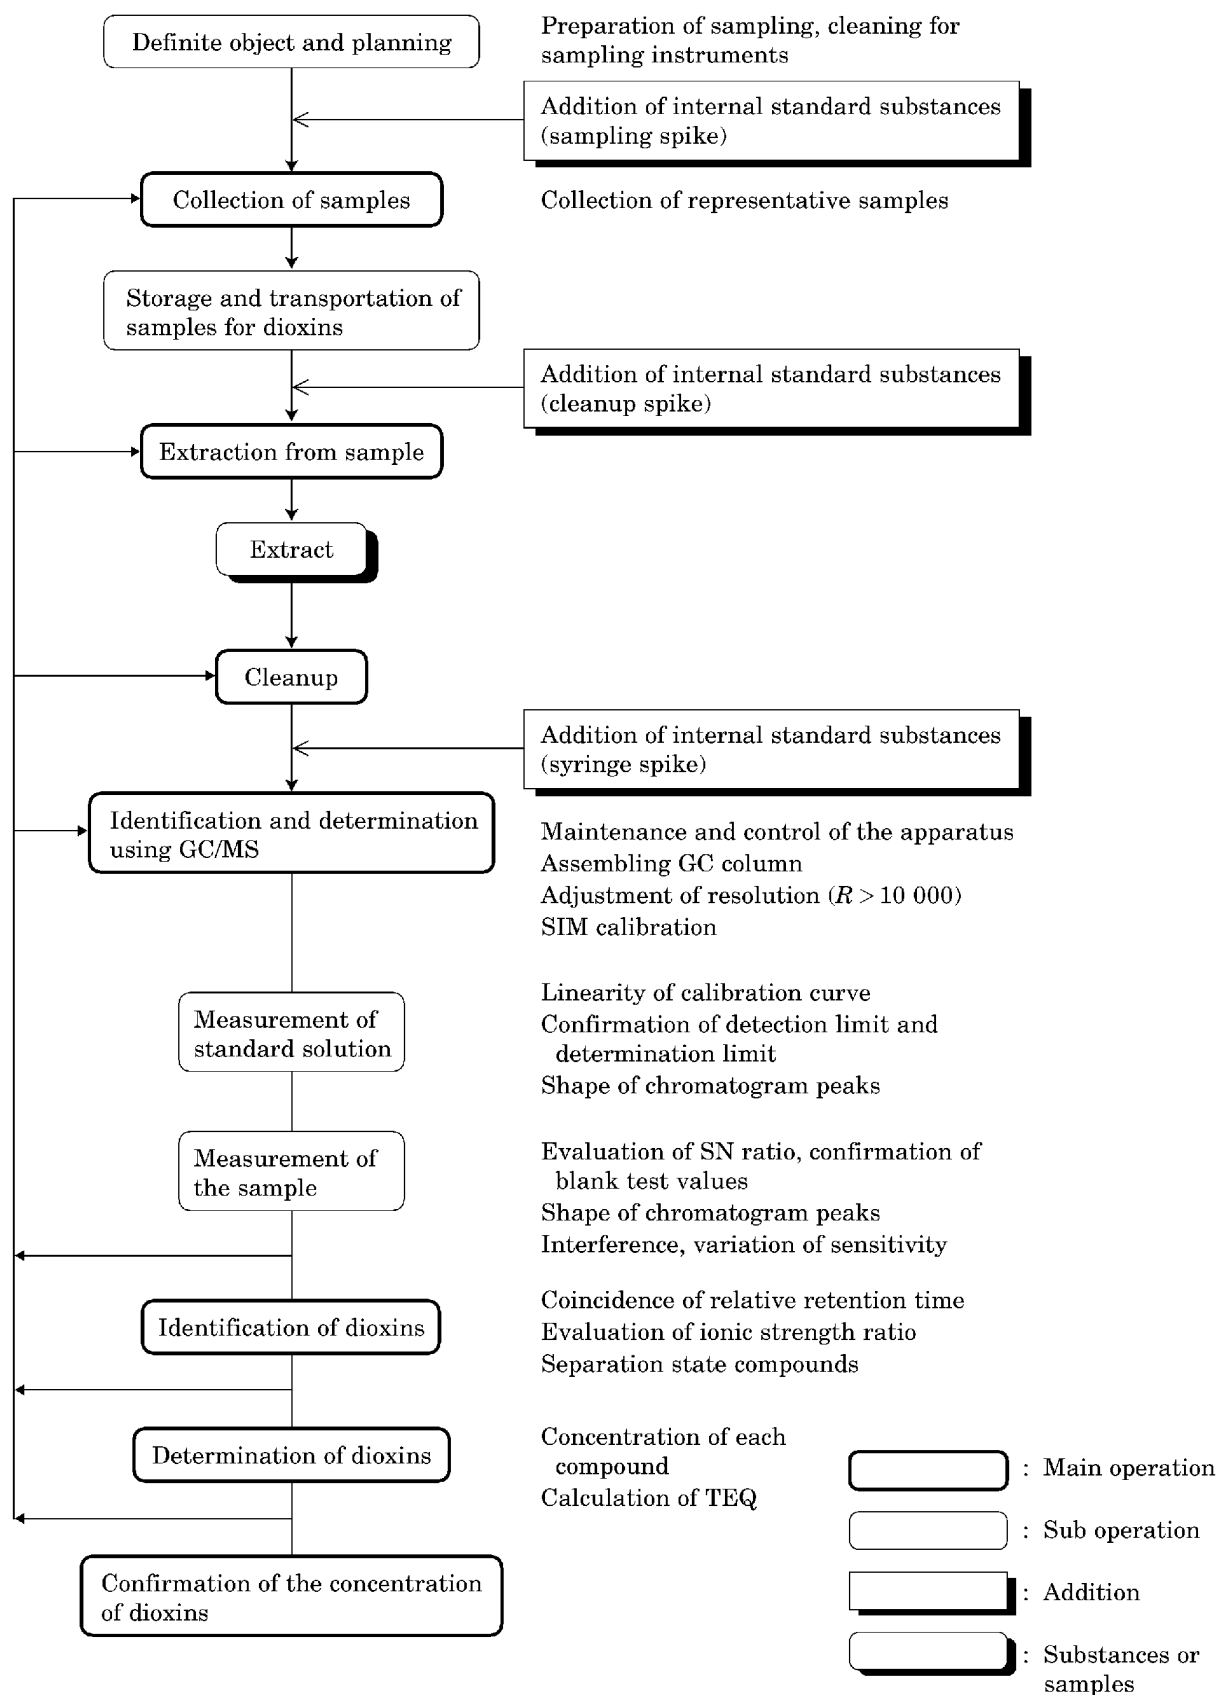 Definite object and planning
Preparation of sampling, cleaning for
sampling instruments
Addition of internal standard substances
(sampling spike)
Collection of samples
Collection of representative samples
Storage and transportation of
samples for dioxins
Addition of internal standard substances
(cleanup spike)
Extraction from sample
Extract
Cleanup
Addition of internal standard substances
(syringe spike)
Identification and determination
using GC/MS
Maintenance and control of the apparatus
Assembling GC column
Adjustment of resolution (R > 10 000)
SIM calibration
Measurement of
standard solution
Linearity of calibration curve
Confirmation of detection limit and
determination limit
Shape of chromatogram peaks
Measurement of
the sample
Evaluation of SN ratio, confirmation of
blank test values
Shape of chromatogram peaks
Interference, variation of sensitivity
Identification of dioxins
Coincidence of relative retention time
Evaluation of ionic strength ratio
Separation state compounds
Determination of dioxins
Concentration of each
compound
Calculation of TEQ
Confirmation of the concentration
of dioxins
: Main operation
: Sub operation
: Addition
: Substances or
samples